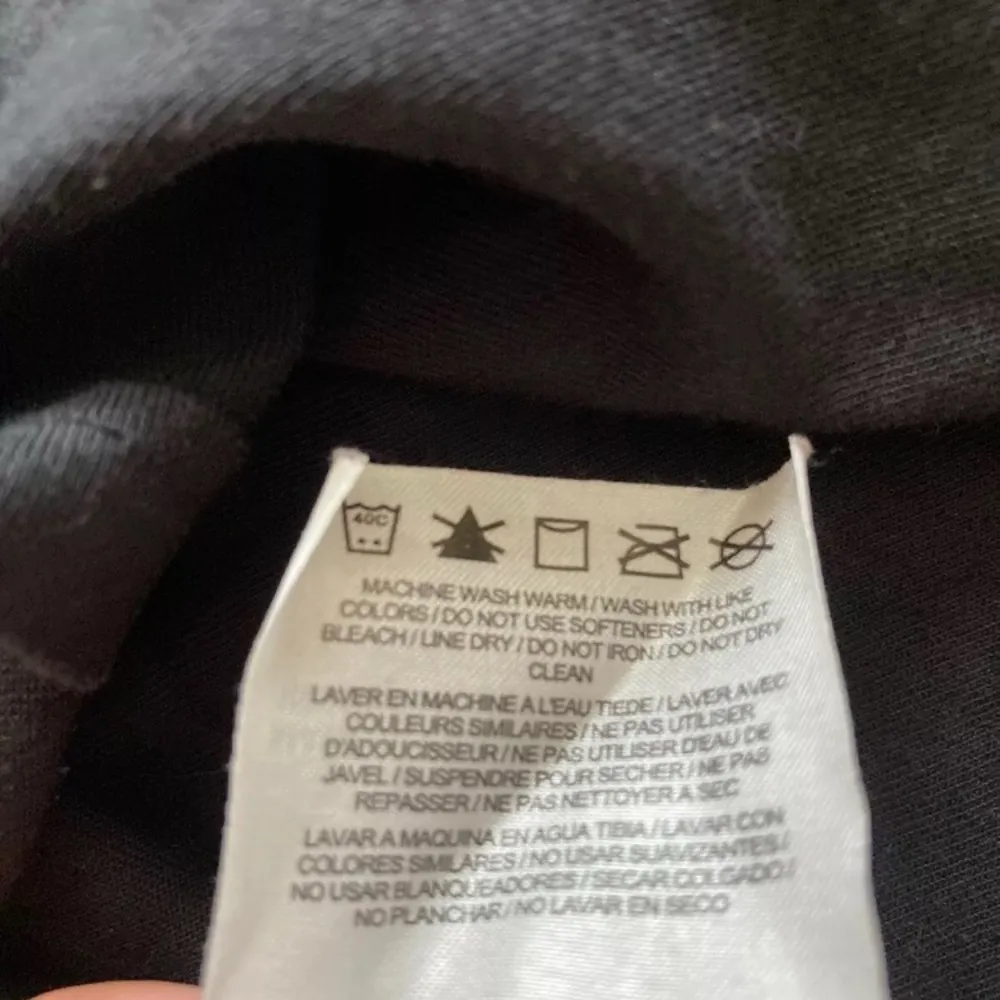 40C
MACHINE WASH WARM / WASH WITH LIKE
COLORS / DO NOT USE SOFTENERS / DO NOT
BLEACH / LINE DRY / DO NOT IRON / DO NOT DRY
CLEAN
LAVER EN MACHINE A L'EAU TIEDE / LAVER AVEC
COULEURS SIMILAIRES / NE PAS UTILISER
D'ADOUCISSEUR / NE PAS UTILISER D'EAU DE
JAVEL / SUSPENDRE POUR SECHER / NE PAS
REPASSER / NE PAS NETTOYER A SEC
LAVAR A MAQUINA EN AGUA TIBIA / LAVAR CON
COLORES SIMILARES / NO USAR SUAVIZANTES /
NO USAR BLANQUEADORES / SECAR COLGADO /
NO PLANCHAR / NO LAVAR EN SECO